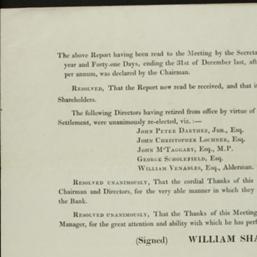 The above Report having been read to the Meeting by the Secreta
year and Forty-one Days, ending the 31st of December last, aft
per annum, was declared by the Chairman.
Resolved, That the Report now read be received, and that i
Shareholders.
The following Directors having retired from office by virtue of
Settlement, were unanimously re-elected, viz. :—
John Peter Darthez, Jun., Esq.
John Christopher Lochner, Esq.
John McTaggart, Esq., M.P.
George Scholefield, Esq.
William Venables, Esq., Alderman.
Resolved unanimously, That the cordial Thanks of this
Chairman and Directors, for the very able manner in which they
the Bank.
Resolved unanimously, That the Thanks of this Meeting
Manager, for the great attention and ability with which he has perf
(Signed) WILLIAM SHA